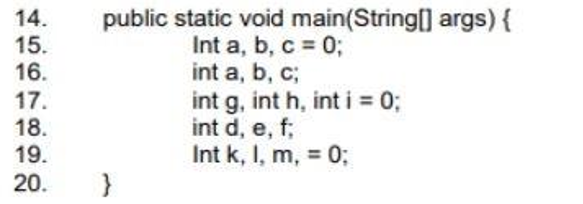 14. public static void main(String[] args) {
15. Int a, b, c = 0;
16. int a, b, c;
17. int g, int h, int i = 0;
18. int d, e, f;
19. Int k, l, m, = 0;
20. }